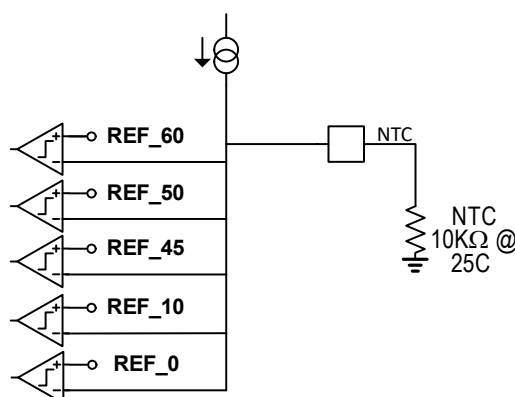 REF_60
REF_50
REF_45
REF_10
REF_0
NTC
NTC
10KΩ @
25C